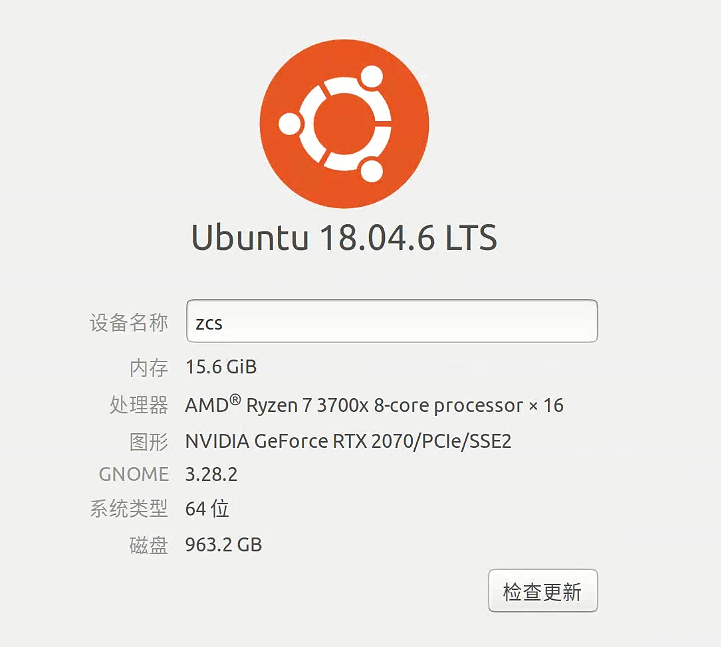 Ubuntu 18.04.6 LTS
设备名称 zcs
内存 15.6 GiB
处理器 AMD® Ryzen 7 3700x 8-core processor × 16
图形 NVIDIA GeForce RTX 2070/PCIe/SSE2
GNOME 3.28.2
系统类型 64 位
磁盘 963.2 GB
检查更新